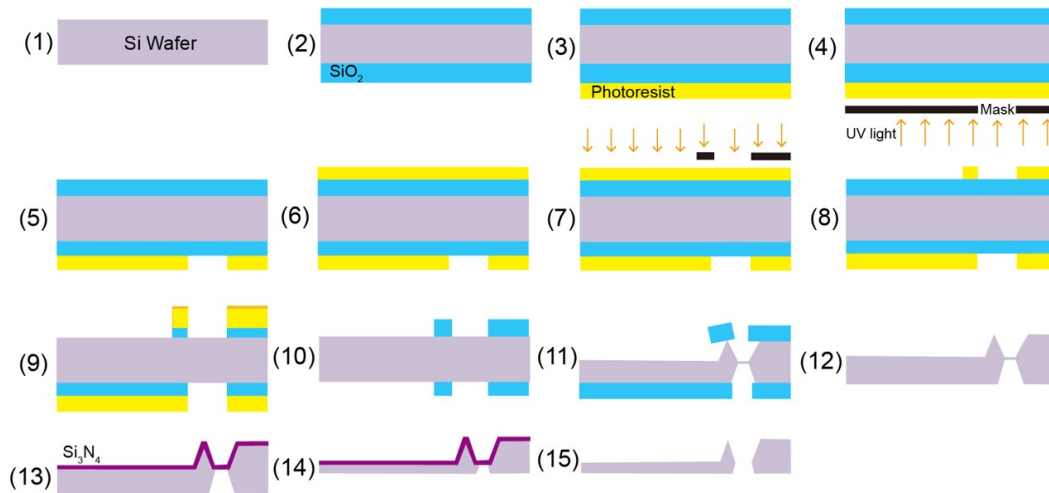 (1) Si Wafer
(2) SiO₂
(3) Photoresist
(4) Mask
UV light
(5)
(6)
(7)
(8)
(9)
(10)
(11)
(12)
(13) Si₃N₄
(14)
(15)